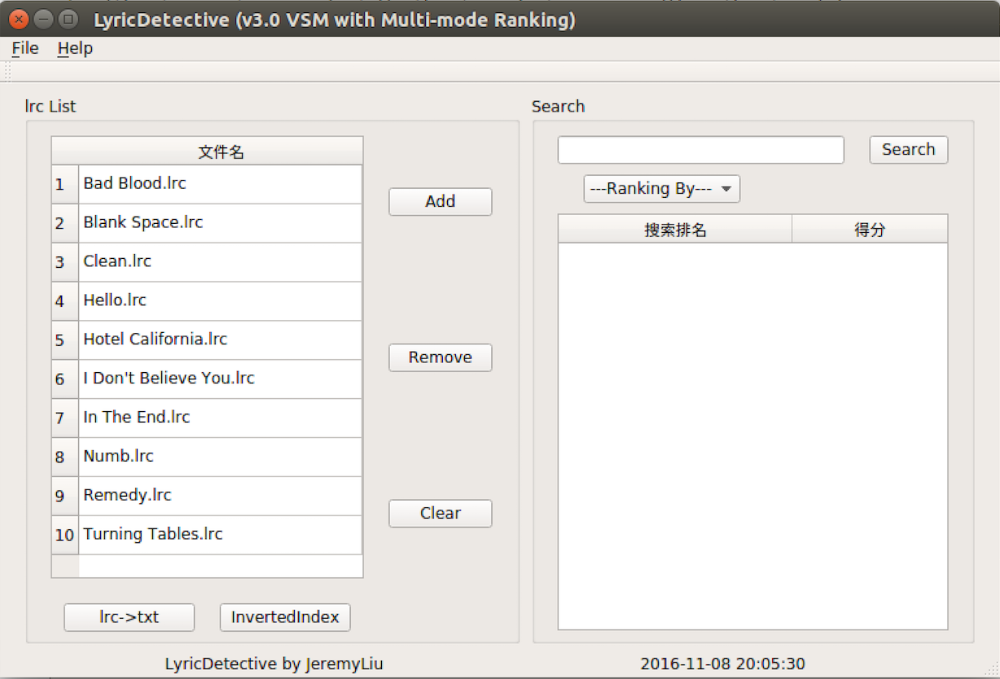 LyricDetective (v3.0 VSM with Multi-mode Ranking)
File Help
lrc List
文件名
1 Bad Blood.lrc
2 Blank Space.lrc
3 Clean.lrc
4 Hello.lrc
5 Hotel California.lrc
6 I Don't Believe You.lrc
7 In The End.lrc
8 Numb.lrc
9 Remedy.lrc
10 Turning Tables.lrc
Add
Remove
Clear
lrc->txt InvertedIndex
Search
Search
---Ranking By---
搜索排名 得分
LyricDetective by JeremyLiu 2016-11-08 20:05:30